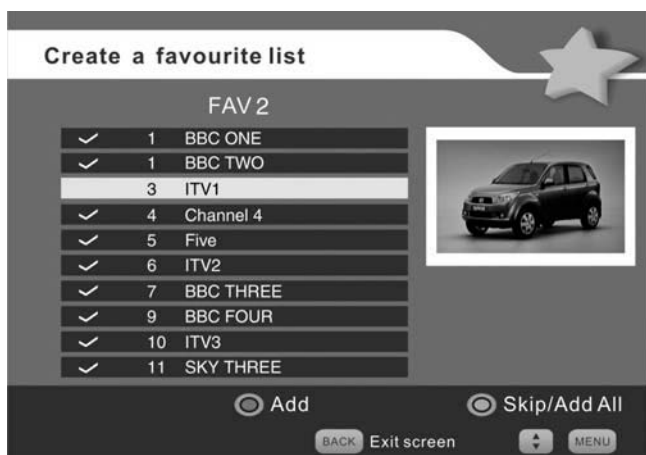 Create a favourite list
FAV 2
1 BBC ONE
1 BBC TWO
3 ITV1
4 Channel 4
5 Five
6 ITV2
7 BBC THREE
9 BBC FOUR
10 ITV3
11 SKY THREE
Add Skip/Add All
BACK Exit screen MENU